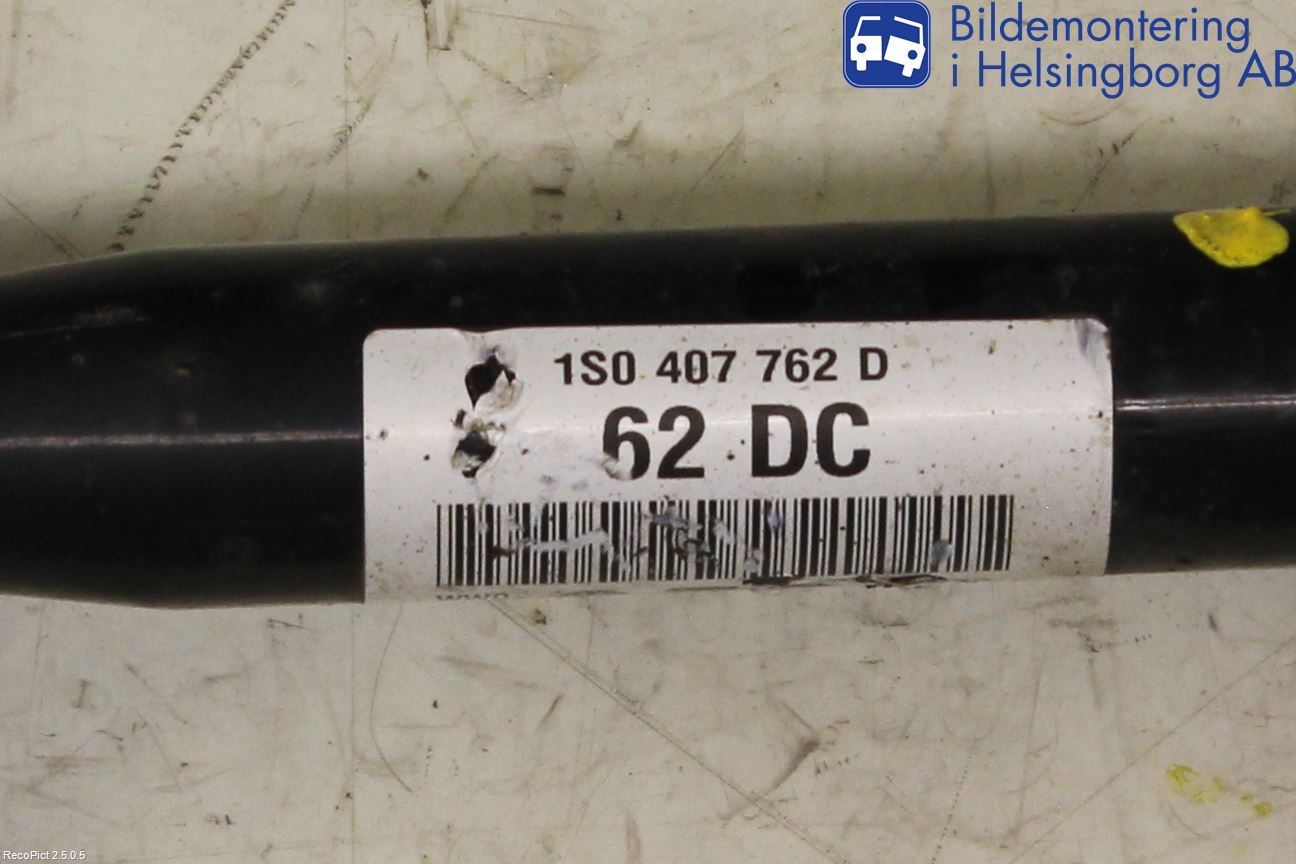 Bildemontering
i Helsingborg AB
1S0 407 762 D
62 DC
RecoPict 2.5.0.5